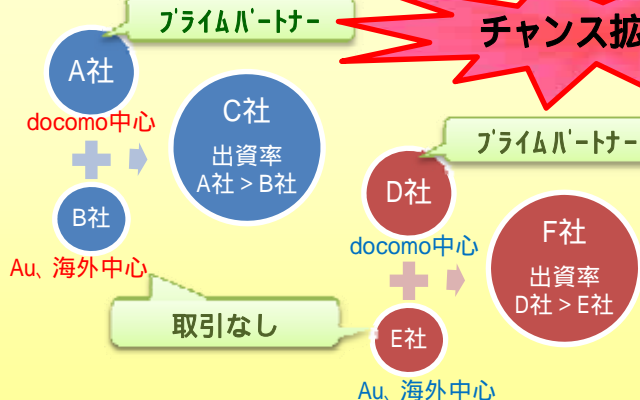 プライムパートナー
チャンス拡
A社
docomo中心
C社
出資率
A社 > B社
B社
Au、海外中心
プライムパートナー
D社
docomo中心
F社
出資率
D社 > E社
取引なし
E社
Au、海外中心